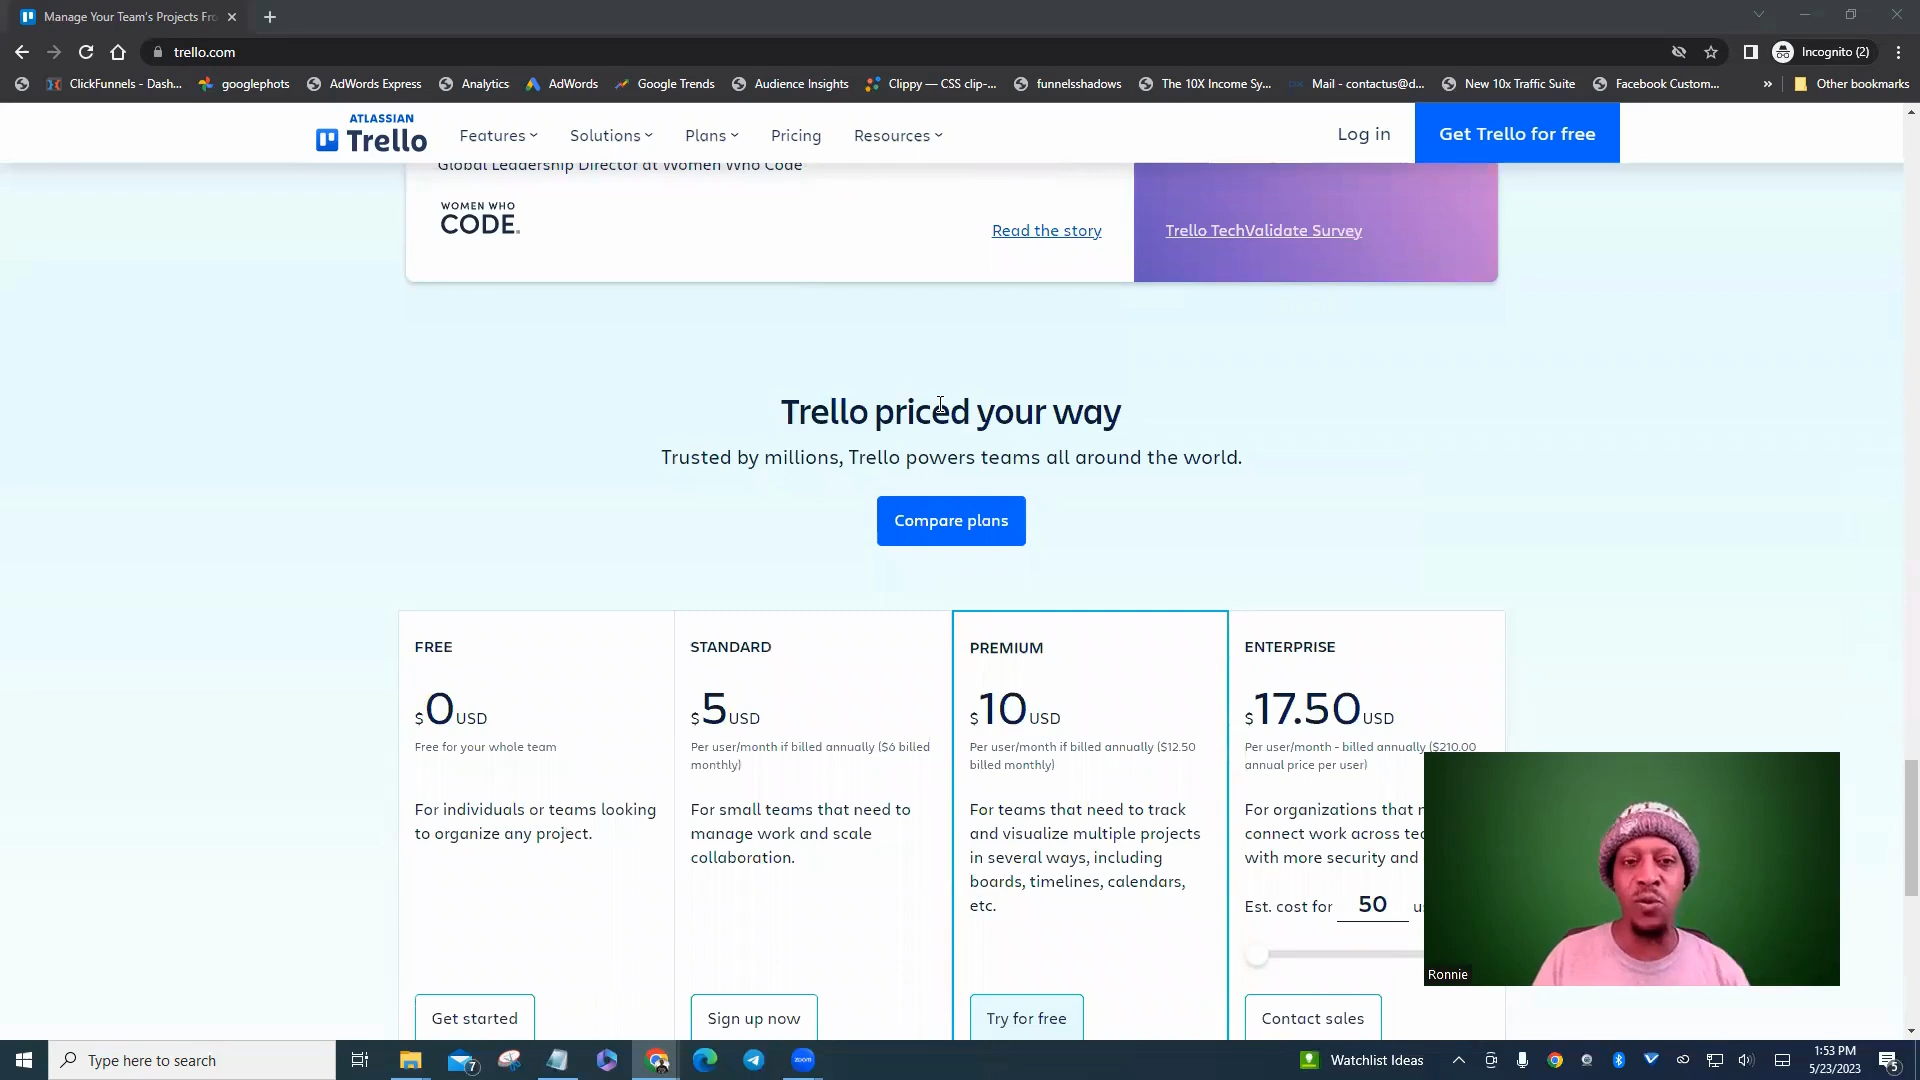 Manage Your Team's Projects Fro
trello.com
Incognito (2)
ClickFunnels - Dash...
googlephots
AdWords Express
Analytics
AdWords
Google Trends
Audience Insights
Clippy — CSS clip-...
funnelsshadows
The 10X Income Sy...
Mail - contactus@d...
New 10x Traffic Suite
Facebook Custom...
»
Other bookmarks
ATLASSIAN
Trello
Features
Solutions
Plans
Pricing
Resources
Log in
Get Trello for free
Global Leadership Director at Women Who Code
WOMEN WHO
CODE.
Read the story
Trello TechValidate Survey
Trello priced your way
Trusted by millions, Trello powers teams all around the world.
Compare plans
FREE
$0USD
Free for your whole team
For individuals or teams looking
to organize any project.
Get started
STANDARD
$5USD
Per user/month if billed annually ($6 billed
monthly)
For small teams that need to
manage work and scale
collaboration.
Sign up now
PREMIUM
$10USD
Per user/month if billed annually ($12.50
billed monthly)
For teams that need to track
and visualize multiple projects
in several ways, including
boards, timelines, calendars,
etc.
Try for free
ENTERPRISE
$17.50USD
Per user/month - billed annually ($210.00
annual price per user)
For organizations that
connect work across
with more security and
Est. cost for 50
Contact sales
Ronnie
Type here to search
7
zoom
Watchlist Ideas
1:53 PM
5/23/2023
5